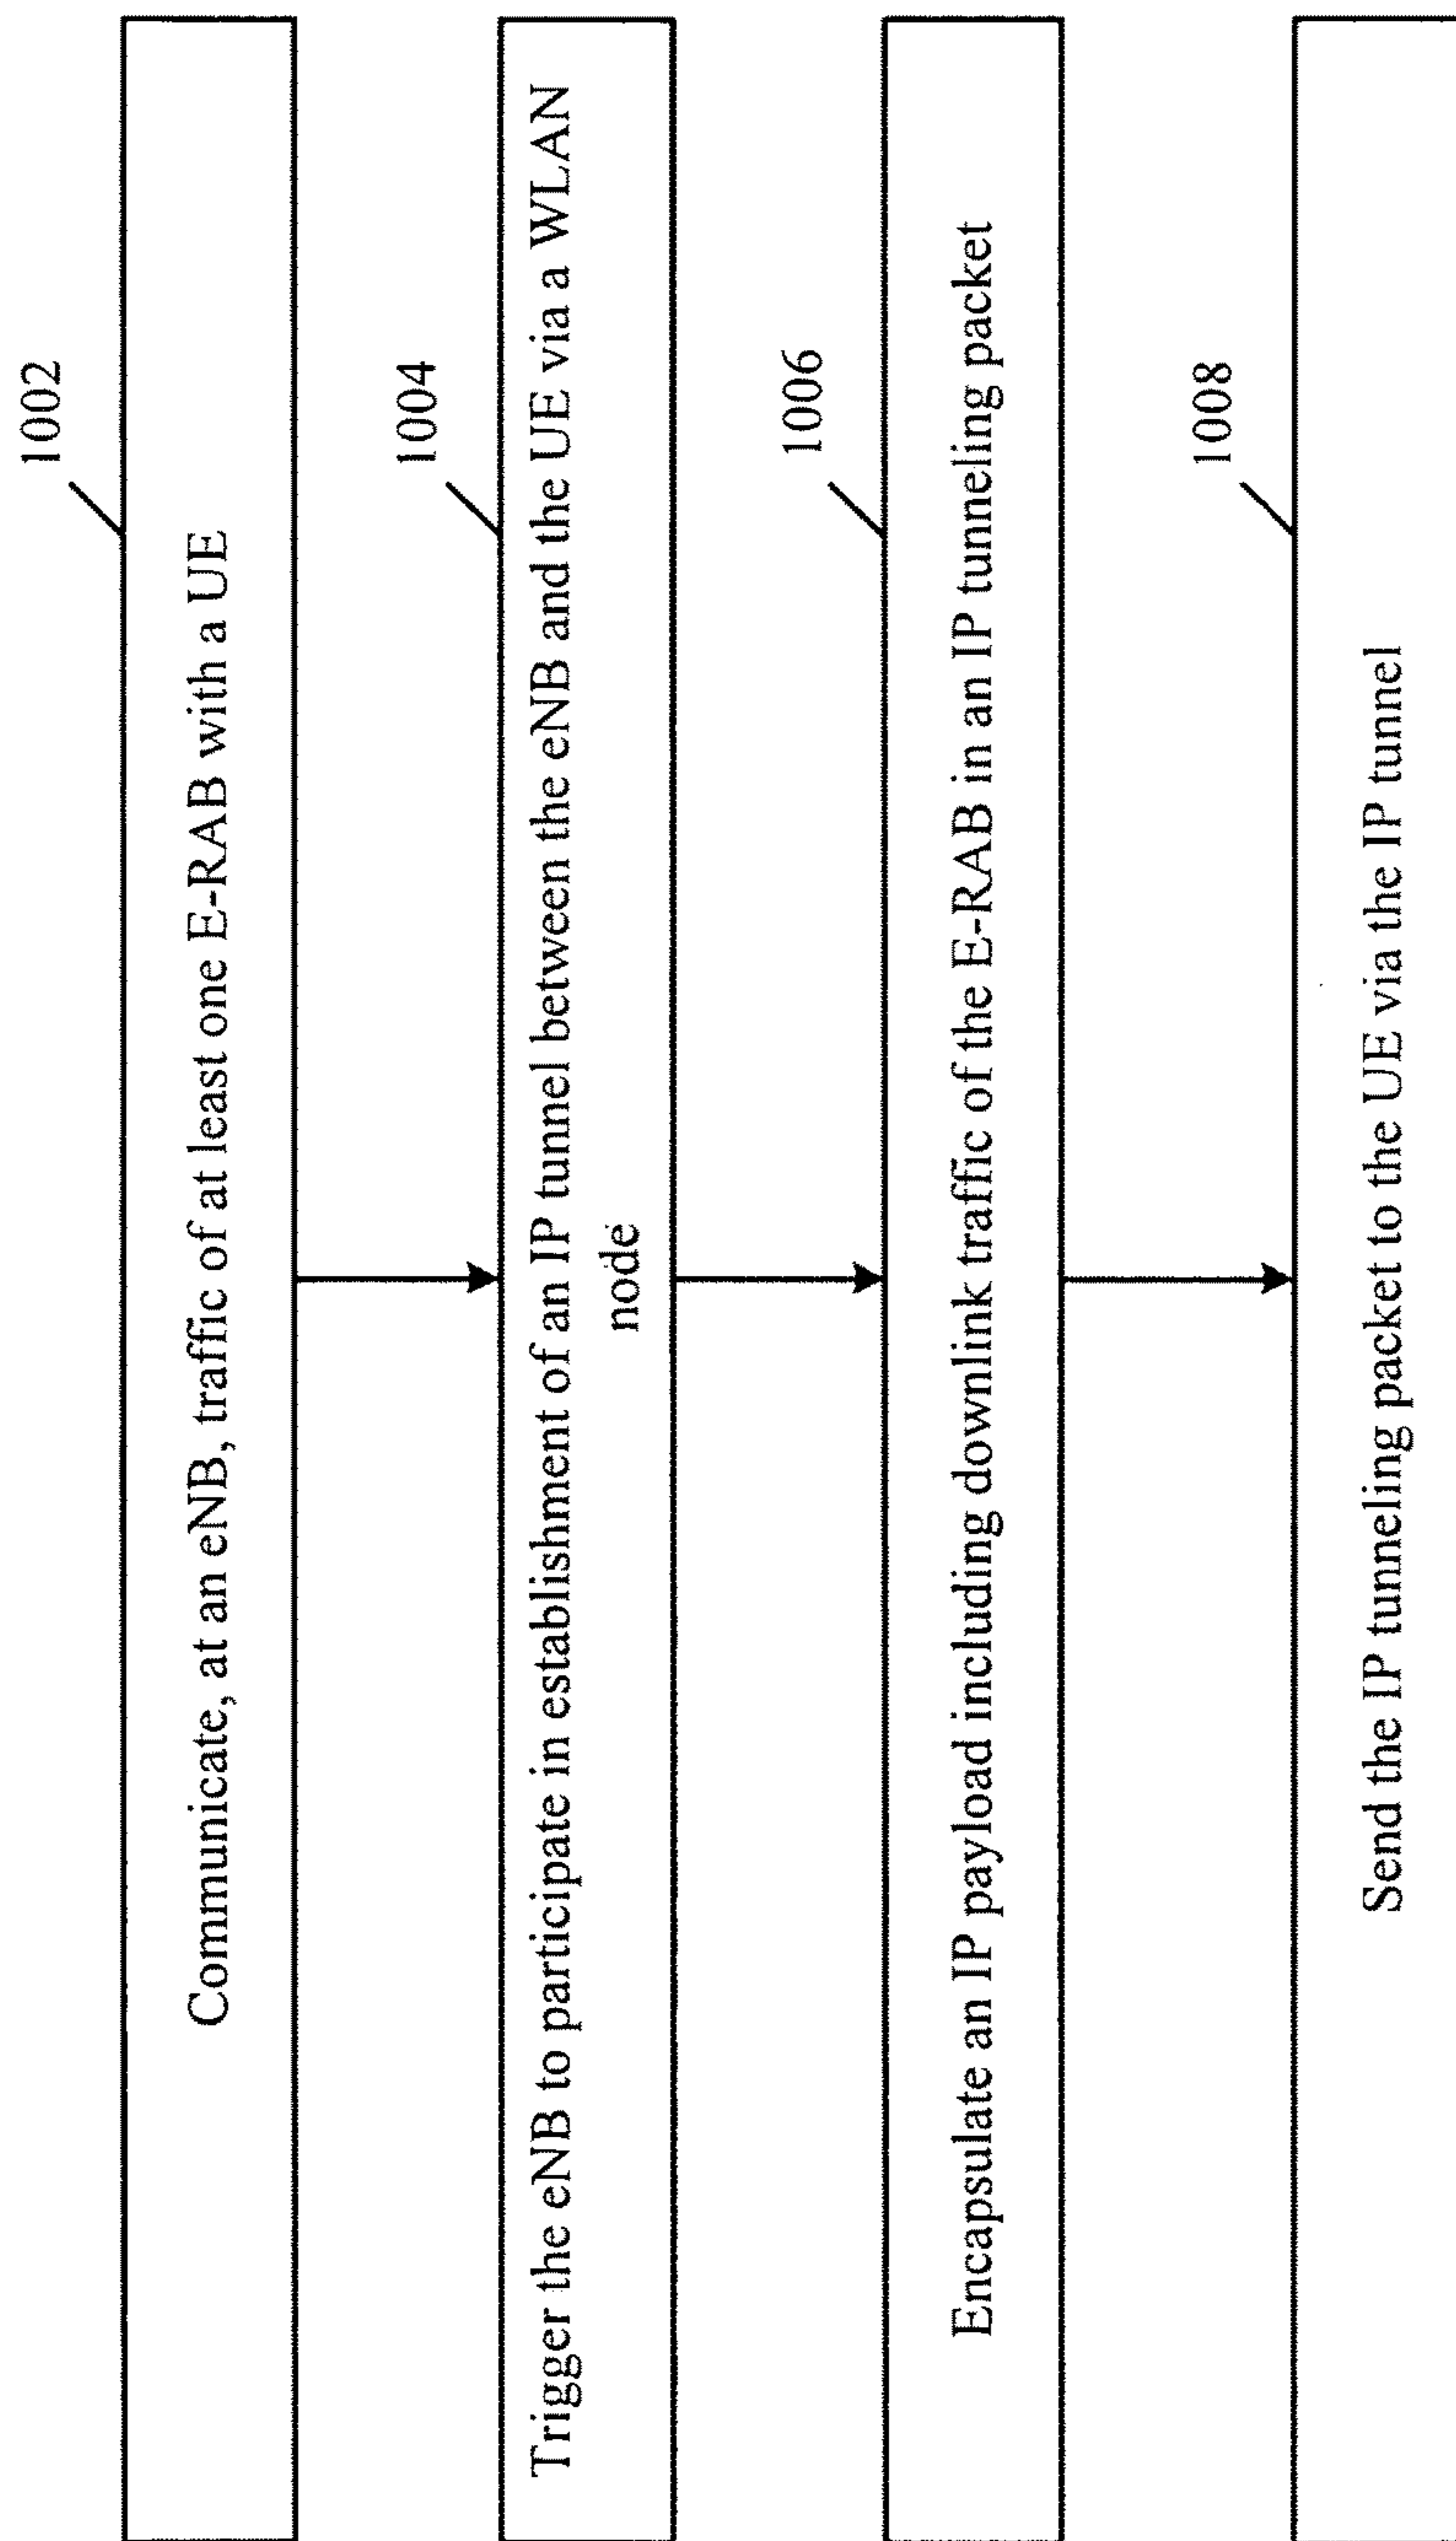 1002
Communicate, at an eNB, traffic of at least one E-RAB with a UE
1004
Trigger the eNB to participate in establishment of an IP tunnel between the eNB and the UE via a WLAN
node
1006
Encapsulate an IP payload including downlink traffic of the E-RAB in an IP tunneling packet
1008
Send the IP tunneling packet to the UE via the IP tunnel